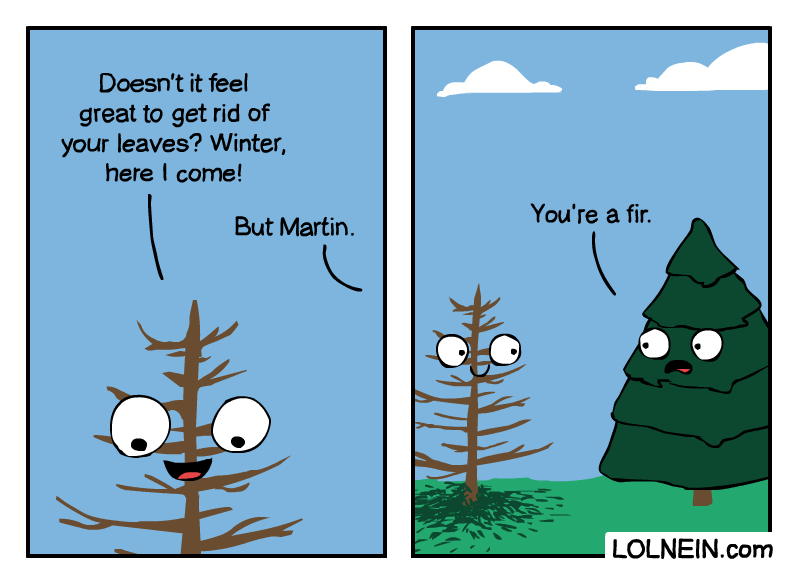 Doesn't it feel
great to get rid of
your leaves? Winter,
here I come!
But Martin.
You're a fir.
LOLNEIN.com